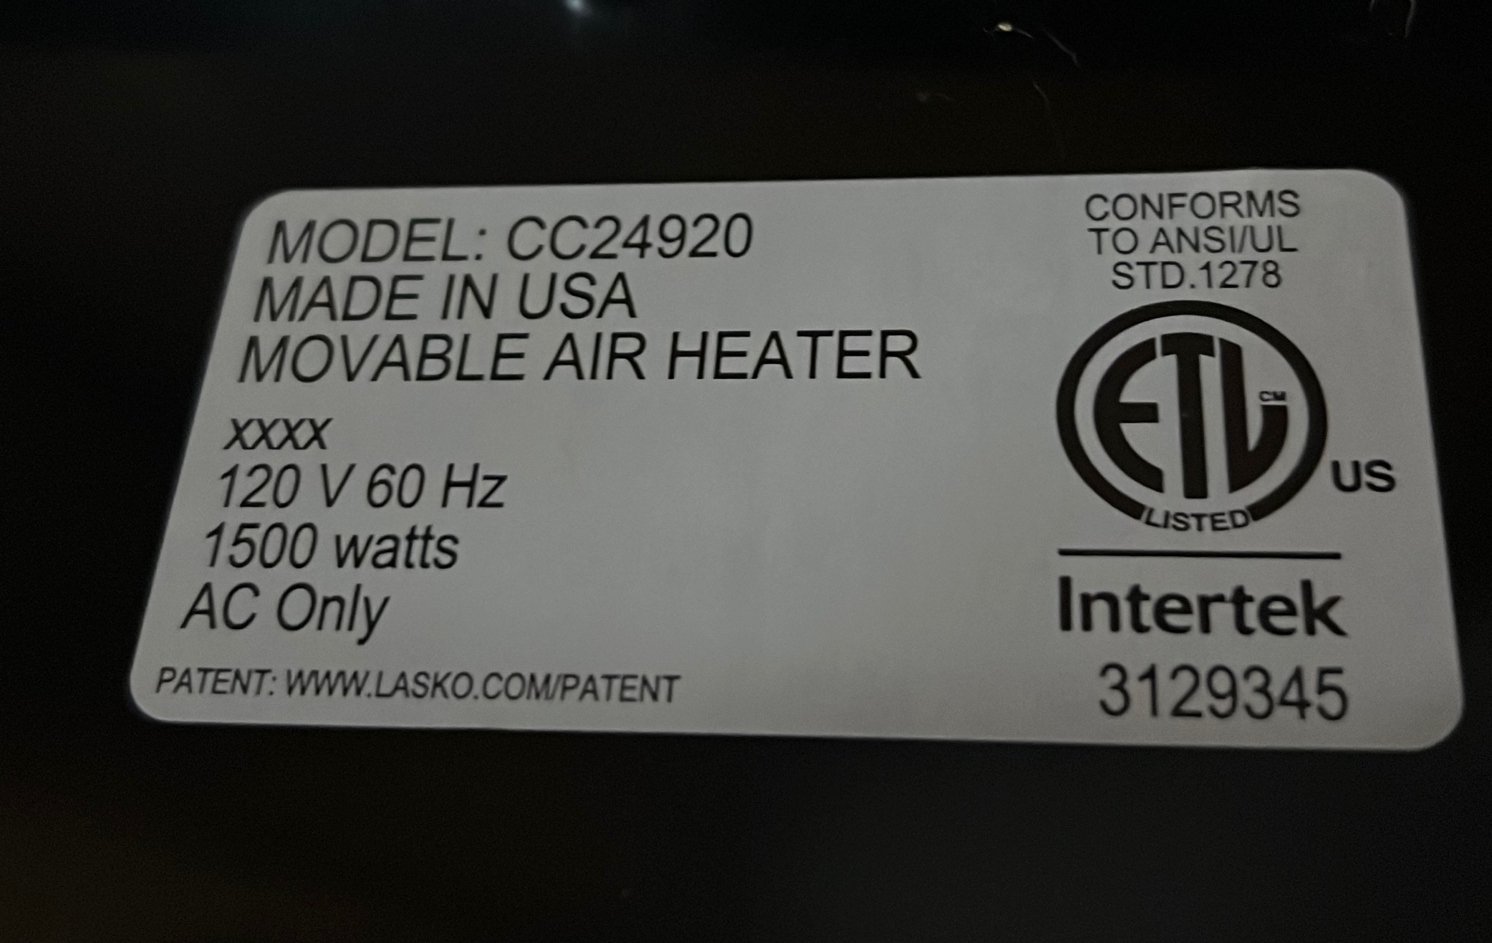 MODEL: CC24920
MADE IN USA
MOVABLE AIR HEATER
XXXX
120 V 60 Hz
1500 watts
AC Only
PATENT: WWW.LASKO.COM/PATENT
CONFORMS
TO ANSI/UL
STD.1278
ETL CM
LISTED
US
Intertek
3129345